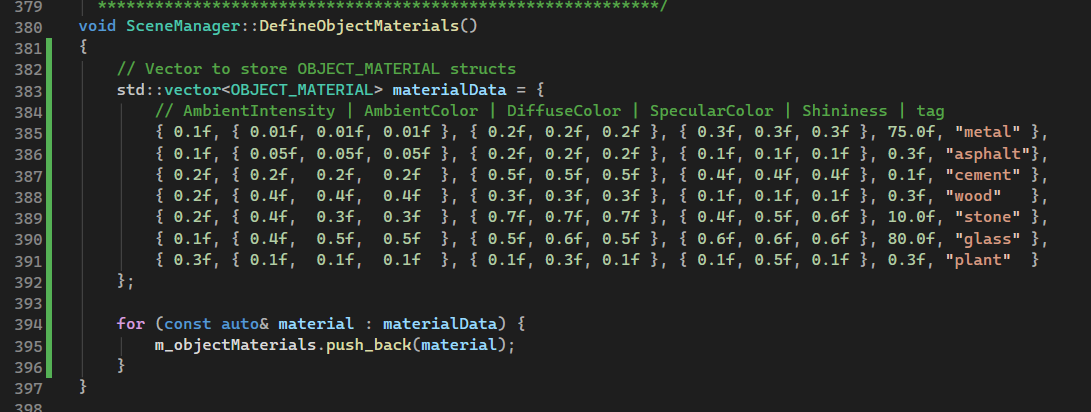 379 ***********************************************************/
380 void SceneManager::DefineObjectMaterials()
381 {
382 // Vector to store OBJECT_MATERIAL structs
383 std::vector<OBJECT_MATERIAL> materialData = {
384 // AmbientIntensity | AmbientColor | DiffuseColor | SpecularColor | Shininess | tag
385 { 0.1f, { 0.01f, 0.01f, 0.01f }, { 0.2f, 0.2f, 0.2f }, { 0.3f, 0.3f, 0.3f }, 75.0f, "metal" },
386 { 0.1f, { 0.05f, 0.05f, 0.05f }, { 0.2f, 0.2f, 0.2f }, { 0.1f, 0.1f, 0.1f }, 0.3f, "asphalt"},
387 { 0.2f, { 0.2f, 0.2f, 0.2f }, { 0.5f, 0.5f, 0.5f }, { 0.4f, 0.4f, 0.4f }, 0.1f, "cement" },
388 { 0.2f, { 0.4f, 0.4f, 0.4f }, { 0.3f, 0.3f, 0.3f }, { 0.1f, 0.1f, 0.1f }, 0.3f, "wood" },
389 { 0.2f, { 0.4f, 0.3f, 0.3f }, { 0.7f, 0.7f, 0.7f }, { 0.4f, 0.5f, 0.6f }, 10.0f, "stone" },
390 { 0.1f, { 0.4f, 0.5f, 0.5f }, { 0.5f, 0.6f, 0.5f }, { 0.6f, 0.6f, 0.6f }, 80.0f, "glass" },
391 { 0.3f, { 0.1f, 0.1f, 0.1f }, { 0.1f, 0.3f, 0.1f }, { 0.1f, 0.5f, 0.1f }, 0.3f, "plant" }
392 };
393
394 for (const auto& material : materialData) {
395 m_objectMaterials.push_back(material);
396 }
397 }
398